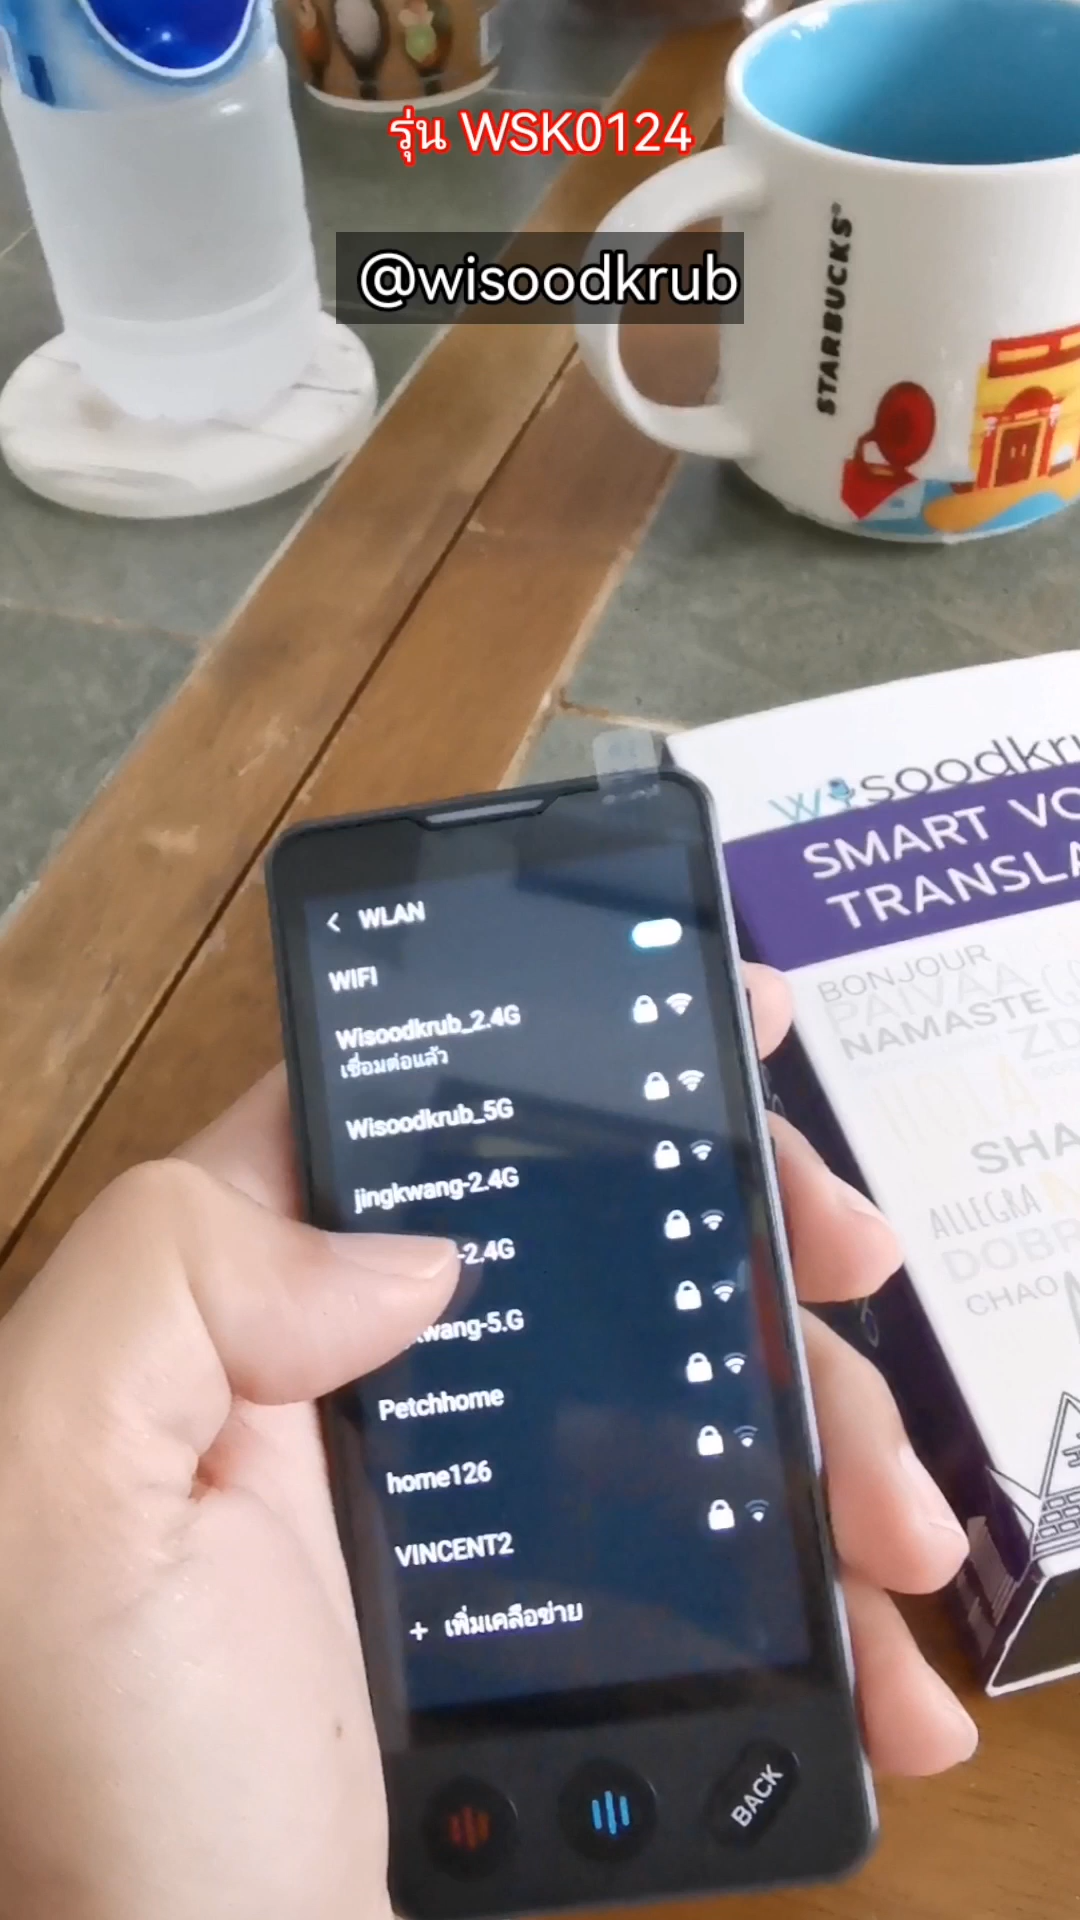 รุ่น WSK0124
@wisoodkrub
STARBUCKS
wisoodkru
SMART VO
TRANSLA
BONJOUR
NAMASTE
SHA
ALLEGRA
DOBR
CHAO
WLAN
WIFI
Wisoodkrub_2.4G
เชื่อมต่อแล้ว
Wisoodkrub_5G
jingkwang-2.4G
-2.4G
wang-5.G
Petchhome
home126
VINCENT2
+ เพิ่มเครือข่าย
BACK